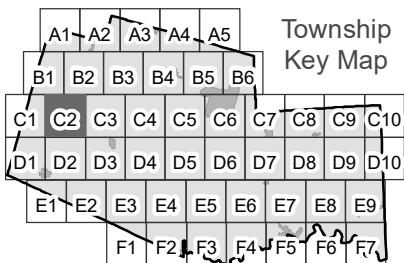 A1 A2 A3 A4 A5
Township
Key Map
B1 B2 B3 B4 B5 B6
C1 C2 C3 C4 C5 C6 C7 C8 C9 C10
D1 D2 D3 D4 D5 D6 D7 D8 D9 D10
E1 E2 E3 E4 E5 E6 E7 E8 E9
F1 F2 F3 F4 F5 F6 F7